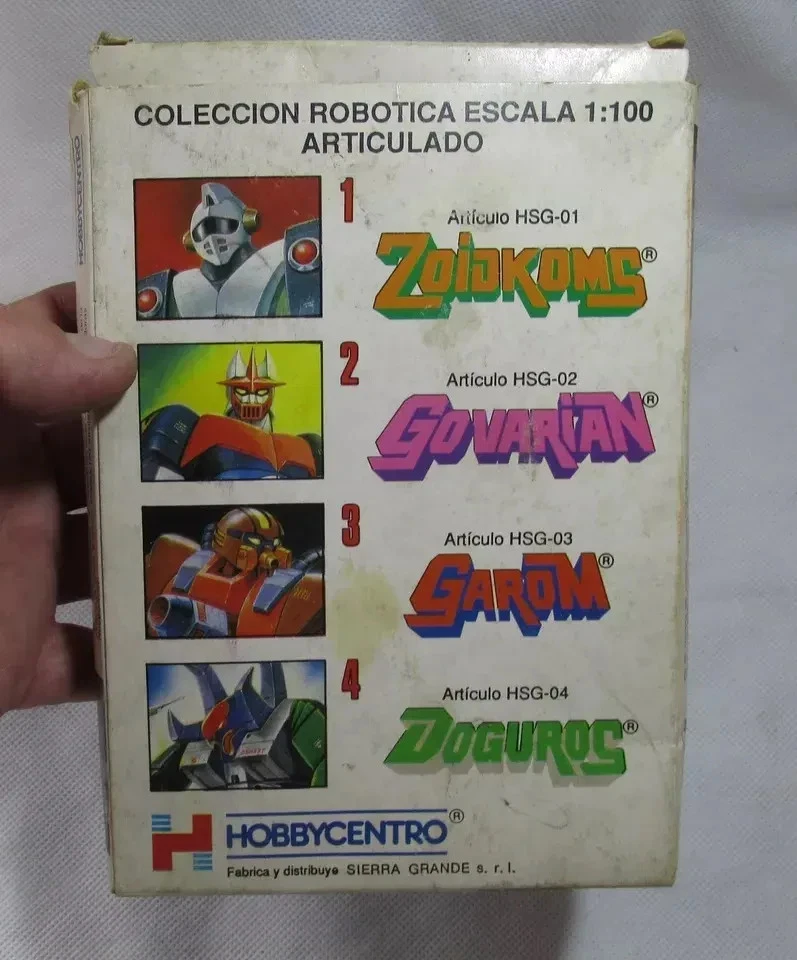 COLECCION ROBOTICA ESCALA 1:100
ARTICULADO
HOBBYCENTRO
1
Artículo HSG-01
ZOIDKOMS®
2
Artículo HSG-02
GOVARIAN®
3
Artículo HSG-03
GAROM®
4
Artículo HSG-04
DOGUROS®
HOBBYCENTRO®
Fabrica y distribuye SIERRA GRANDE s. r. l.